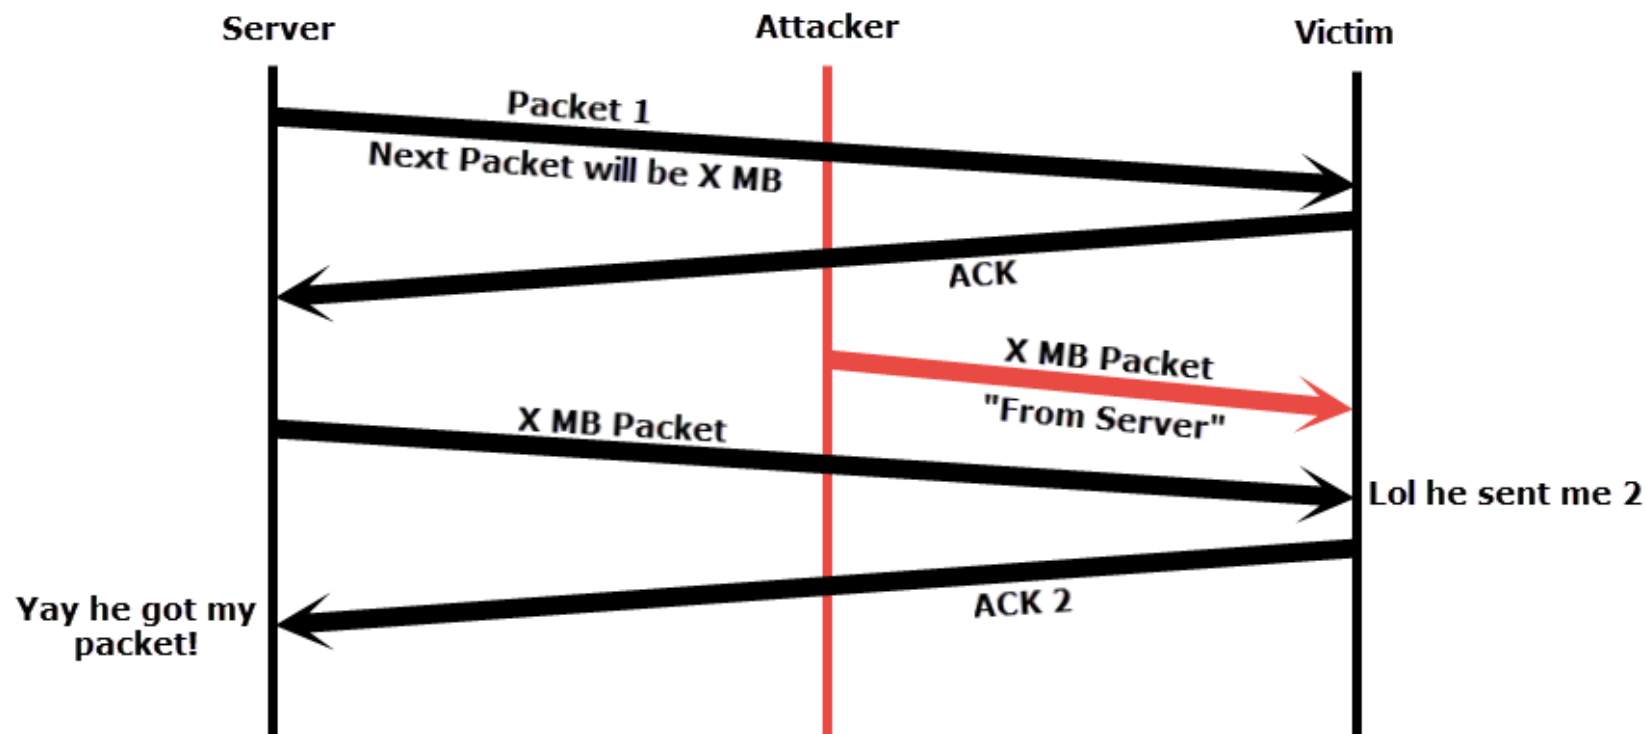 Server
Attacker
Victim
Packet 1
Next Packet will be X MB
ACK
X MB Packet
"From Server"
X MB Packet
Lol he sent me 2
ACK 2
Yay he got my
packet!